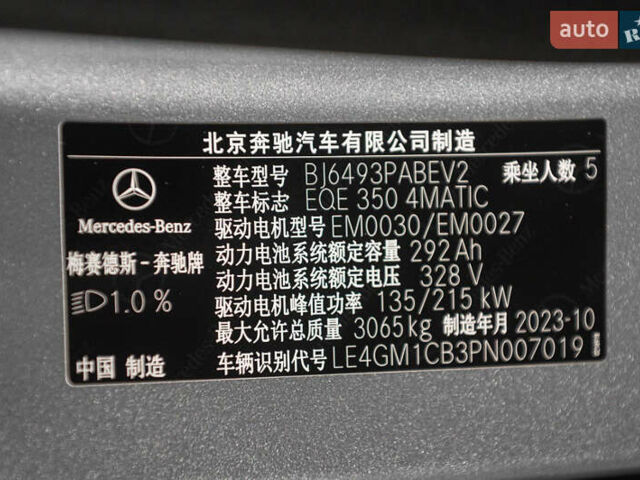 auto
R
北京奔驰汽车有限公司制造
整车型号 BJ6493PABEV2 乘坐人数 5
整车标志 EQE 350 4MATIC
驱动电机型号 EM0030/EM0027
动力电池系统额定容量 292Ah
动力电池系统额定电压 328 V
驱动电机峰值功率 135/215 kW
最大允许总质量 3065kg 制造年月 2023-10
车辆识别代号 LE4GM1CB3PN007019
Mercedes-Benz
梅赛德斯-奔驰牌
1.0 %
中国 制造